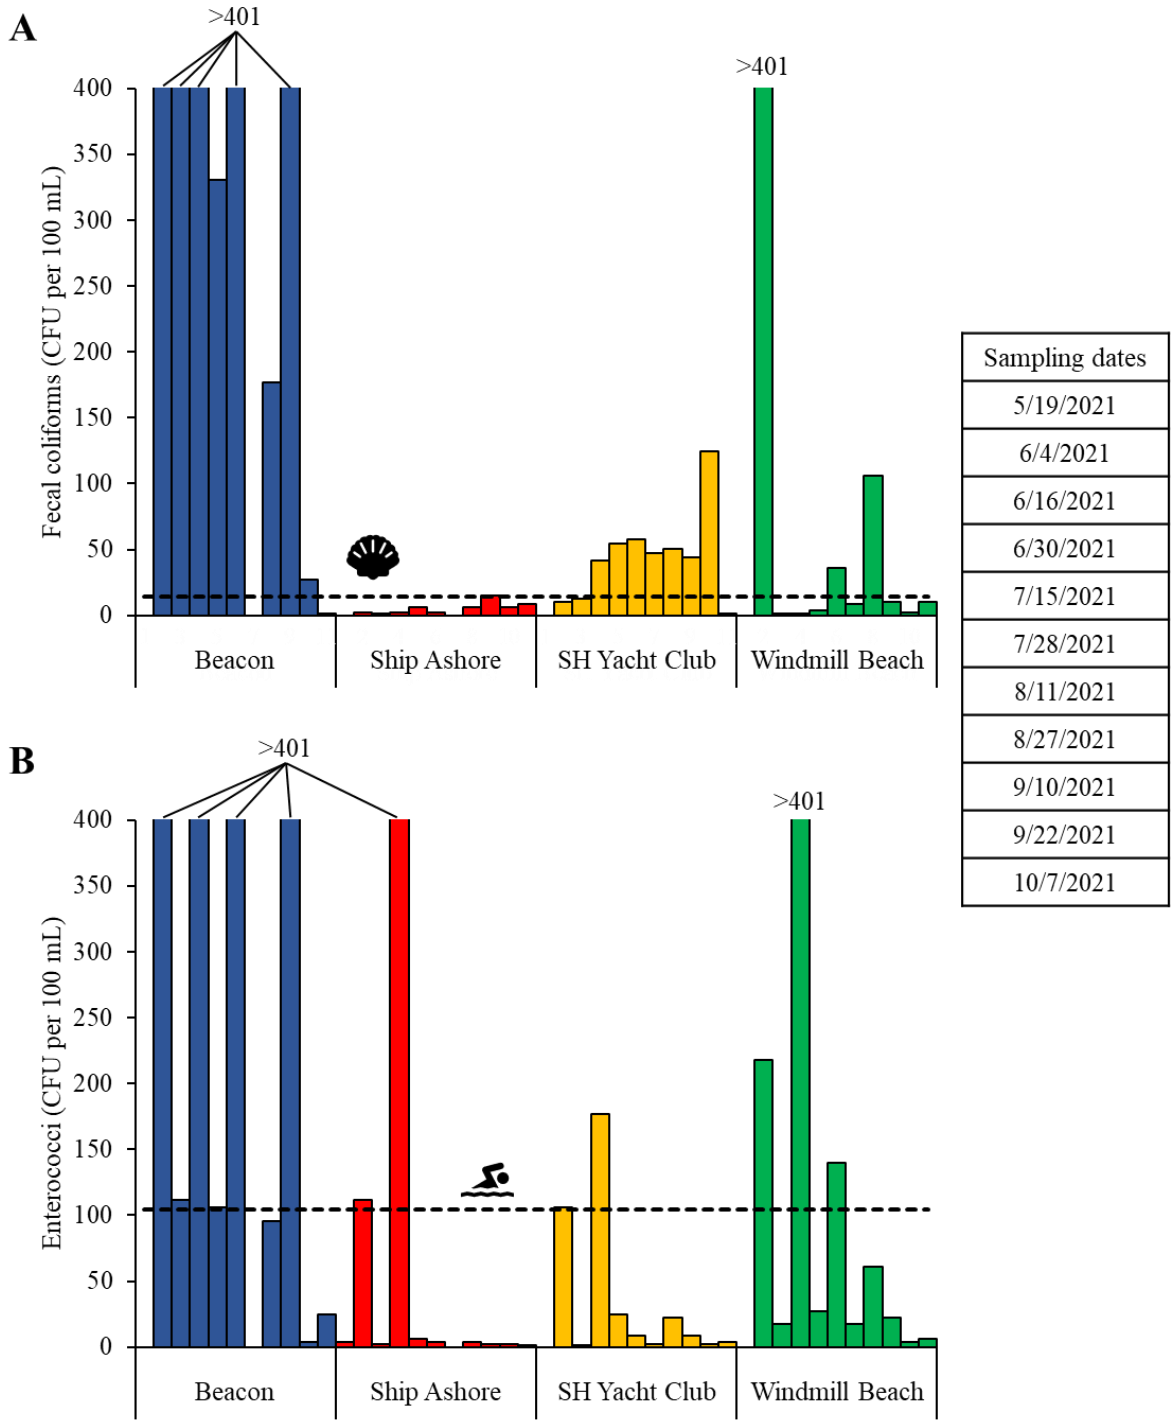 A
>401
>401
400
350
300
250
200
150
100
50
0
Fecal coliforms (CFU per 100 mL)
Beacon
Ship Ashore
SH Yacht Club
Windmill Beach
Sampling dates
5/19/2021
6/4/2021
6/16/2021
6/30/2021
7/15/2021
7/28/2021
8/11/2021
8/27/2021
9/10/2021
9/22/2021
10/7/2021
B
>401
>401
400
350
300
250
200
150
100
50
0
Enterococci (CFU per 100 mL)
Beacon
Ship Ashore
SH Yacht Club
Windmill Beach